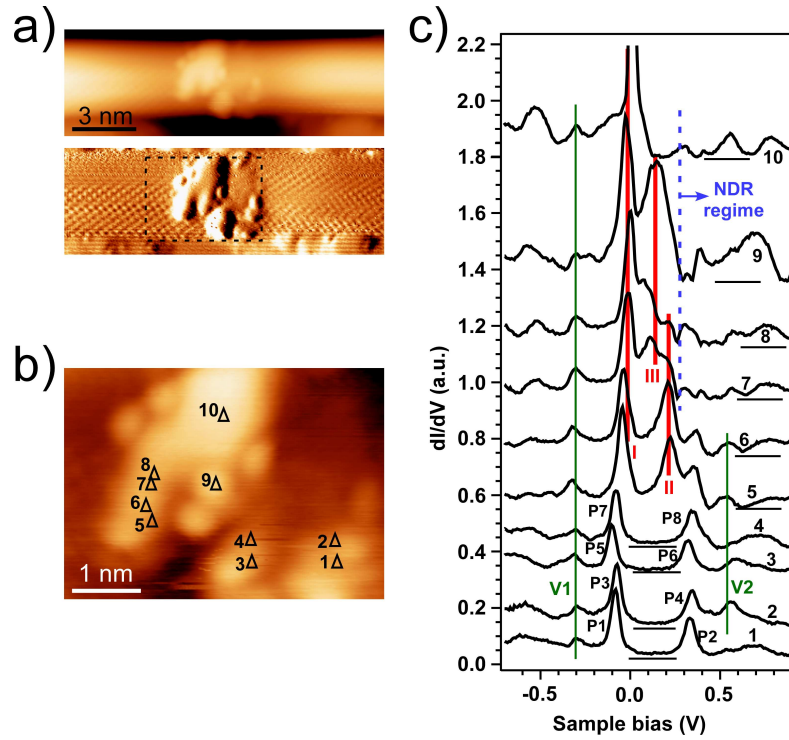 a)
3 nm
b)
10
8
7
9
6
5
4
2
3
1
1 nm
c)
2.2
2.0
1.8
1.6
1.4
1.2
1.0
0.8
0.6
0.4
0.2
0.0
dI/dV (a.u.)
-0.5
0.0
0.5
Sample bias (V)
10
NDR
regime
9
8
III
7
6
I
II
5
P7
P8
4
P5
P6
3
V1
V2
P3
P4
2
P1
P2
1